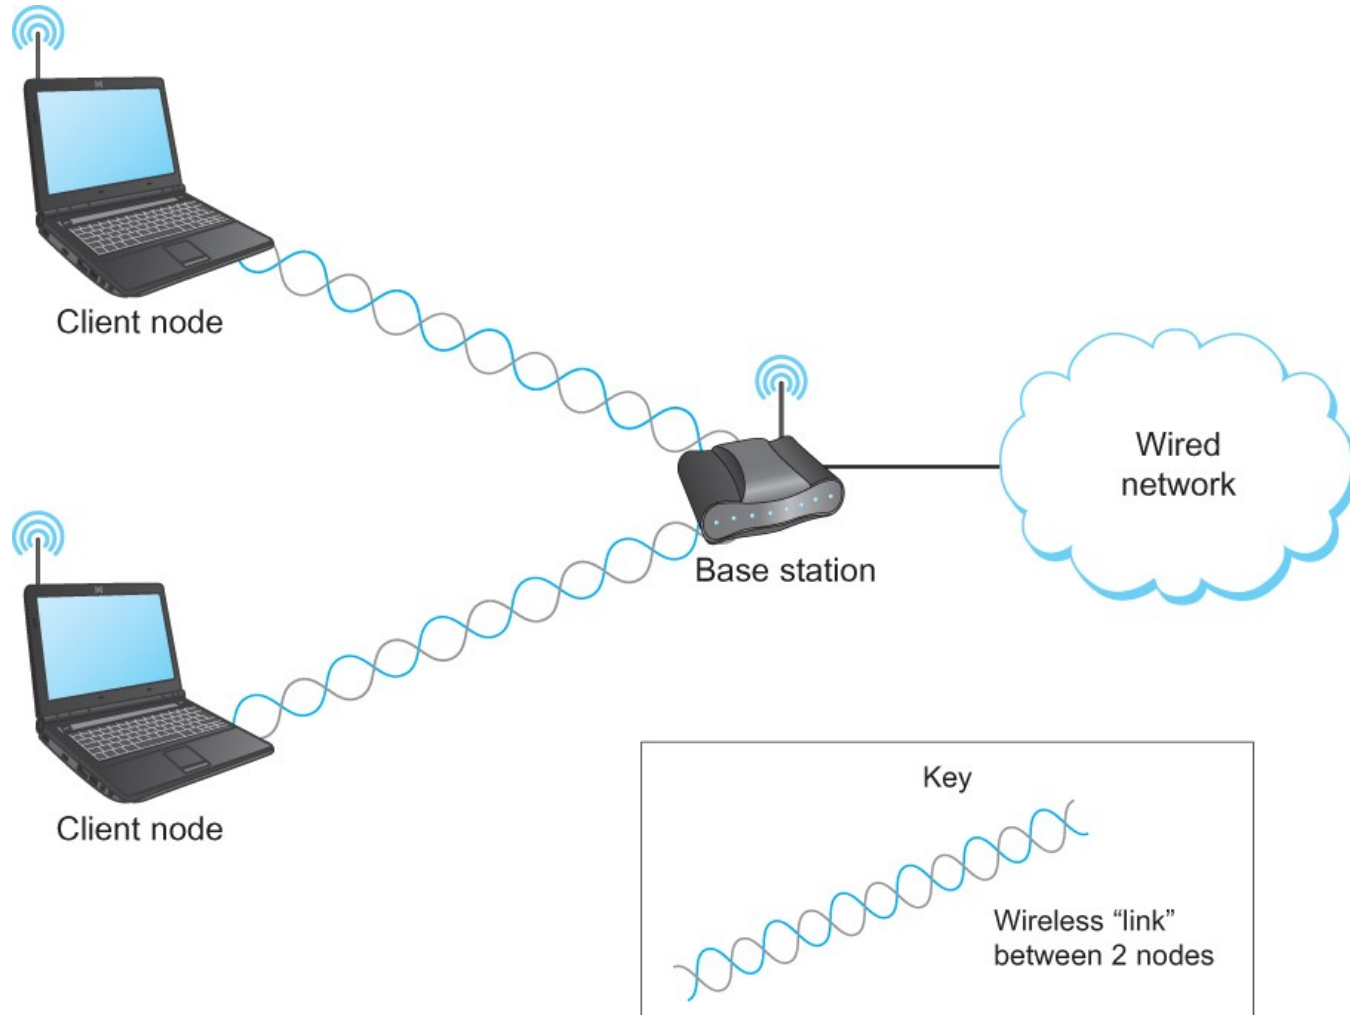 Client node
Wired
network
Base station
Client node
Key
Wireless “link”
between 2 nodes